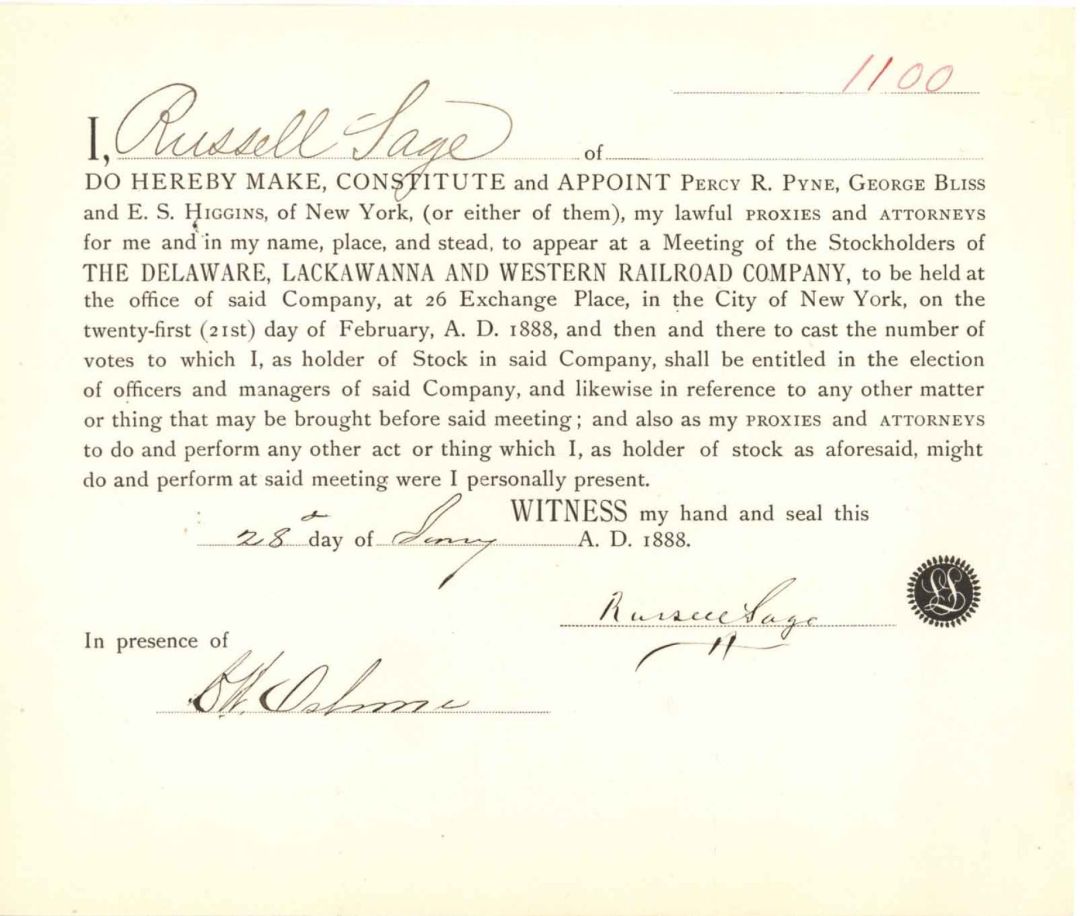 1100
I, Russell Sage of
DO HEREBY MAKE, CONSTITUTE and APPOINT PERCY R. PYNE, GEORGE BLISS
and E. S. HIGGINS, of New York, (or either of them), my lawful PROXIES and ATTORNEYS
for me and in my name, place, and stead, to appear at a Meeting of the Stockholders of
THE DELAWARE, LACKAWANNA AND WESTERN RAILROAD COMPANY, to be held at
the office of said Company, at 26 Exchange Place, in the City of New York, on the
twenty-first (21st) day of February, A. D. 1888, and then and there to cast the number of
votes to which I, as holder of Stock in said Company, shall be entitled in the election
of officers and managers of said Company, and likewise in reference to any other matter
or thing that may be brought before said meeting; and also as my PROXIES and ATTORNEYS
to do and perform any other act or thing which I, as holder of stock as aforesaid, might
do and perform at said meeting were I personally present.
WITNESS my hand and seal this
28 day of A. D. 1888.
Russell Sage
LS
In presence of
Osborne